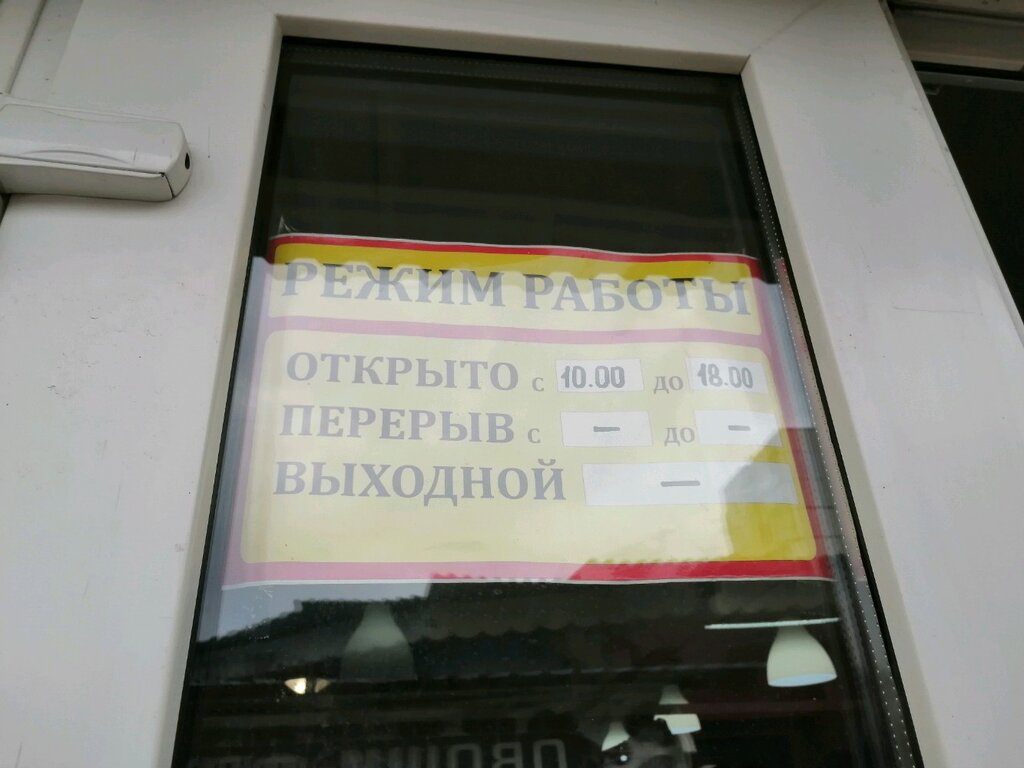 РЕЖИМ РАБОТЫ
ОТКРЫТО с 10.00 до 18.00
ПЕРЕРЫВ с – до –
ВЫХОДНОЙ –